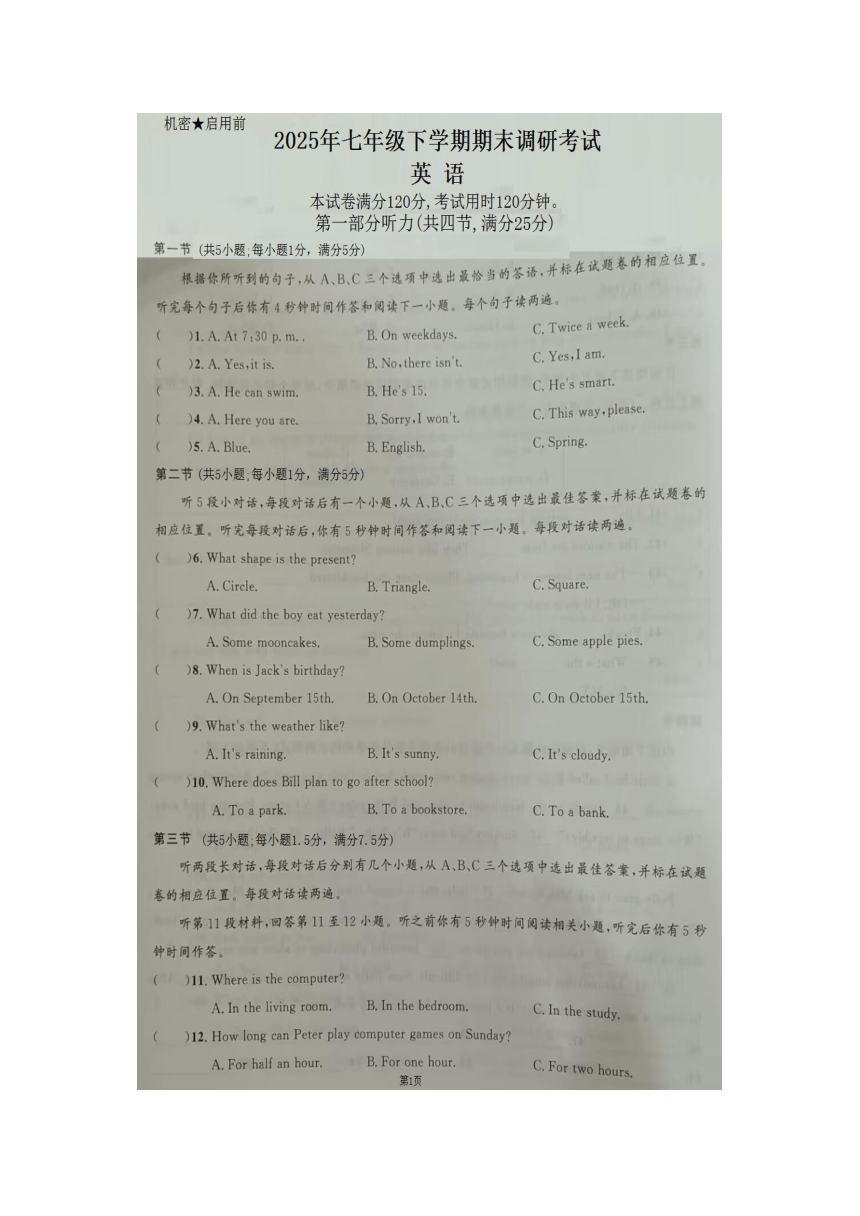 机密★启用前
2025年七年级下学期期末调研考试
英 语
本试卷满分120分,考试用时120分钟。
第一部分听力(共四节,满分25分)
第一节 (共5小题;每小题1分，满分5分)
根据你所听到的句子,从 A、B、C 三个选项中选出最恰当的答语,并标在试题卷的相应位置。
听完每个句子后你有 4 秒钟时间作答和阅读下一小题。每个句子读两遍。
( )1. A. At 7:30 p. m. . B. On weekdays. C. Twice a week.
( )2. A. Yes,it is. B. No,there isn't. C. Yes,I am.
( )3. A. He can swim. B. He's 15. C. He's smart.
( )4. A. Here you are. B. Sorry,I won't. C. This way,please.
( )5. A. Blue. B. English. C. Spring.
第二节 (共5小题;每小题1分，满分5分)
听 5 段小对话,每段对话后有一个小题,从 A、B、C 三个选项中选出最佳答案,并标在试题卷的
相应位置。听完每段对话后,你有 5 秒钟时间作答和阅读下一小题。每段对话读两遍。
( )6. What shape is the present?
A. Circle. B. Triangle. C. Square.
( )7. What did the boy eat yesterday?
A. Some mooncakes. B. Some dumplings. C. Some apple pies.
( )8. When is Jack's birthday?
A. On September 15th. B. On October 14th. C. On October 15th.
( )9. What's the weather like?
A. It's raining. B. It's sunny. C. It's cloudy.
( )10. Where does Bill plan to go after school?
A. To a park. B. To a bookstore. C. To a bank.
第三节 (共5小题;每小题1.5分，满分7.5分)
听两段长对话,每段对话后分别有几个小题,从 A、B、C 三个选项中选出最佳答案,并标在试题
卷的相应位置。每段对话读两遍。
听第 11 段材料,回答第 11 至 12 小题。听之前你有 5 秒钟时间阅读相关小题,听完后你有 5 秒
钟时间作答。
( )11. Where is the computer?
A. In the living room. B. In the bedroom. C. In the study.
( )12. How long can Peter play computer games on Sunday?
A. For half an hour. B. For one hour. C. For two hours.
第1页